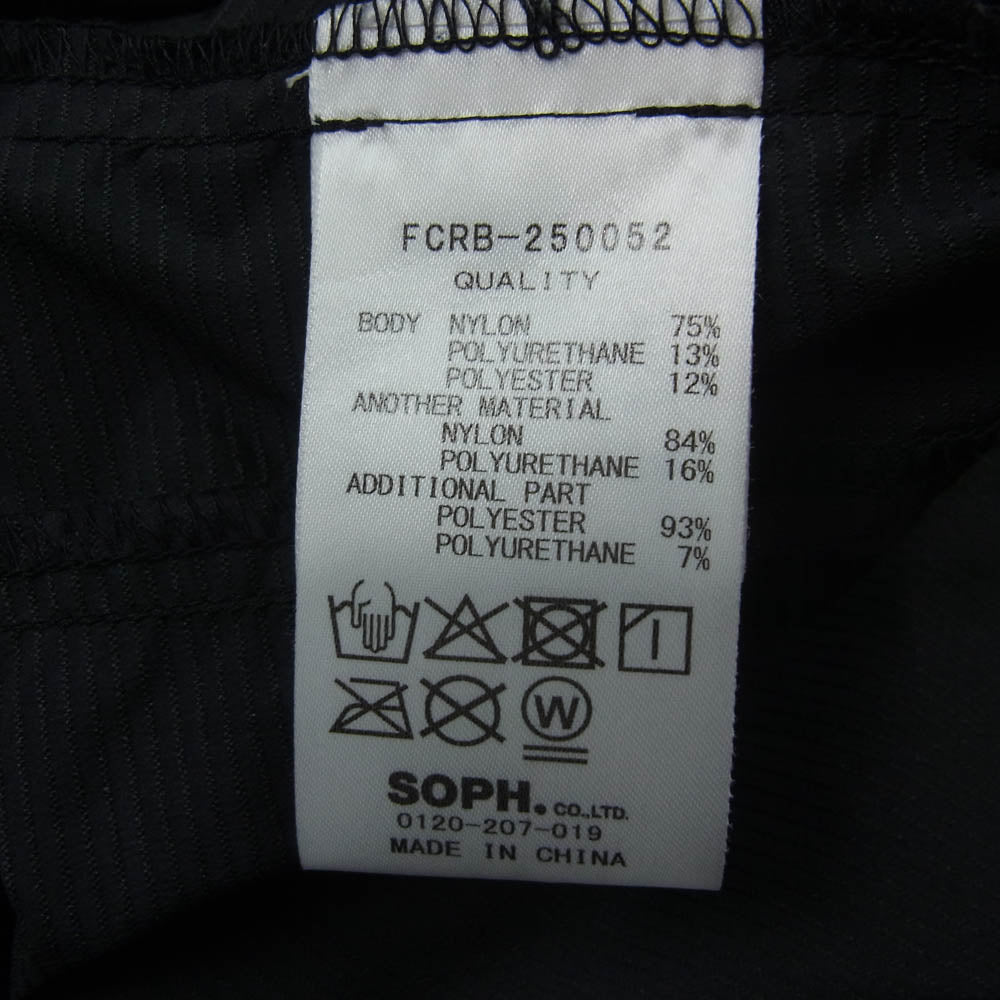 FCRB-250052
QUALITY
BODY NYLON 75%
POLYURETHANE 13%
POLYESTER 12%
ANOTHER MATERIAL
NYLON 84%
POLYURETHANE 16%
ADDITIONAL PART
POLYESTER 93%
POLYURETHANE 7%
W
SOPH. CO.,LTD.
0120-207-019
MADE IN CHINA